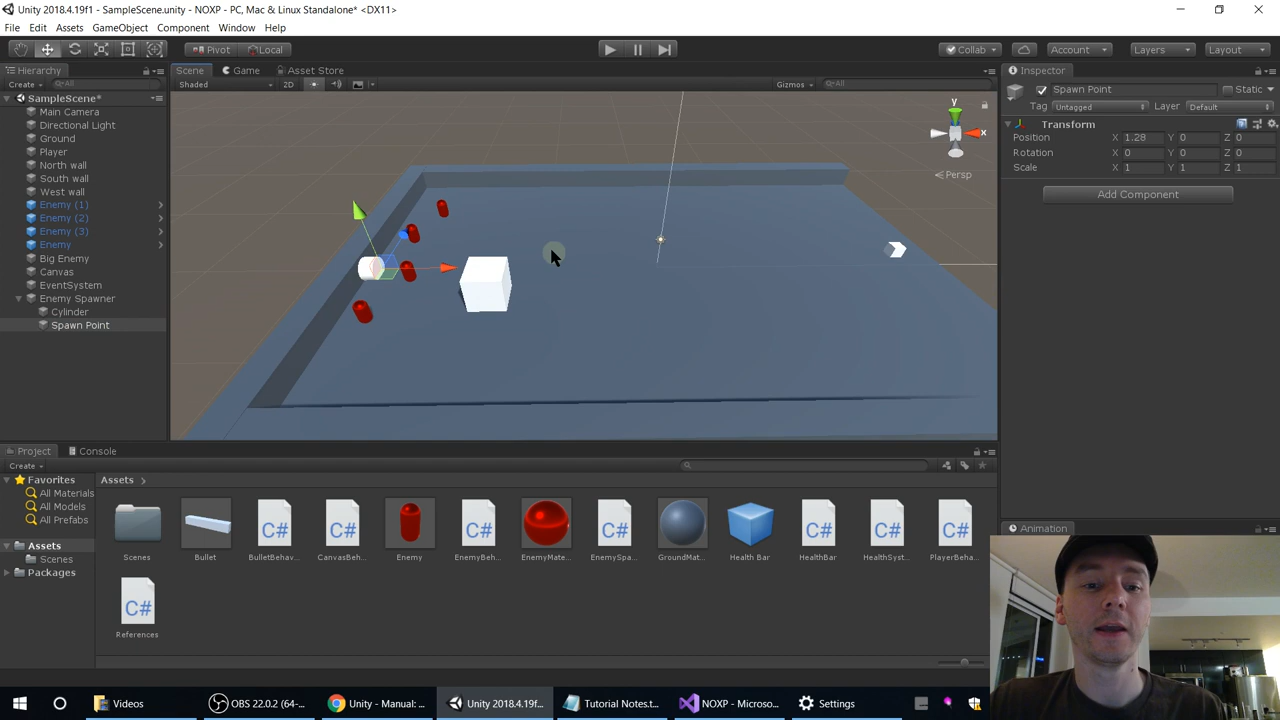 Unity 2018.4.19f1 - SampleScene.unity - NOXP - PC, Mac & Linux Standalone* <DX11>
File Edit Assets GameObject Component Window Help
Pivot Local Collab Account Layers Layout
Hierarchy
Create All
SampleScene*
Main Camera
Directional Light
Ground
Player
North wall
South wall
West wall
Enemy (1)
Enemy (2)
Enemy (3)
Enemy
Big Enemy
Canvas
EventSystem
Enemy Spawner
Cylinder
Spawn Point
Scene Game Asset Store
Shaded 2D Gizmos All
y
x
Persp
Inspector
Spawn Point Static
Tag Untagged Layer Default
Transform
Position X 1.28 Y 0 Z 0
Rotation X 0 Y 0 Z 0
Scale X 1 Y 1 Z 1
Add Component
Animation
Project Console
Create
Favorites
All Materials
All Models
All Prefabs
Assets
Scenes
Packages
Assets
Scenes Bullet BulletBehav... CanvasBeh... Enemy EnemyBeh... EnemyMate... EnemySpa... GroundMat... Health Bar HealthBar HealthSyst... PlayerBeha...
C# C# C# C# C# C# C#
C#
References
Videos OBS 22.0.2 (64-... Unity - Manual: ... Unity 2018.4.19f... Tutorial Notes.t... NOXP - Microso... Settings